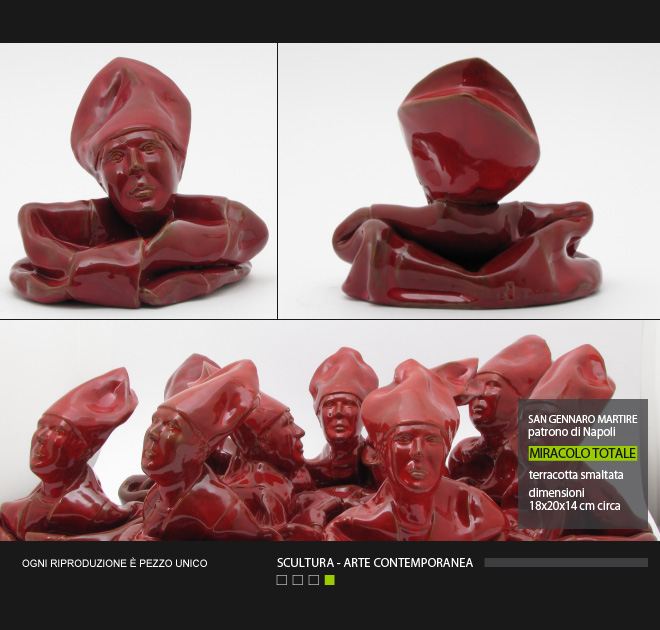 SAN GENNARO MARTIRE
patrono di Napoli
MIRACOLO TOTALE
terracotta smaltata
dimensioni
18x20x14 cm circa
OGNI RIPRODUZIONE È PEZZO UNICO
SCULTURA - ARTE CONTEMPORANEA